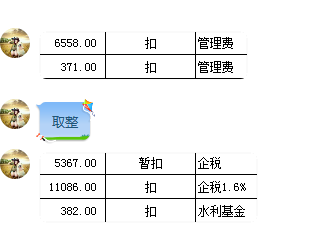 6558.00 扣 管理费
371.00 扣 管理费
取整
5367.00 暂扣 企税
11086.00 扣 企税1.6%
382.00 扣 水利基金